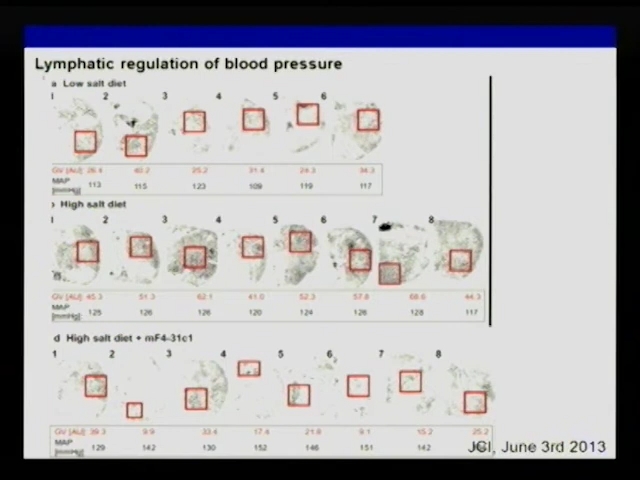 Lymphatic regulation of blood pressure
a Low salt diet
1 2 3 4 5 6
GV [AU] 26.4 40.2 25.2 31.4 24.3 34.3
MAP [mmHg] 113 115 123 109 119 117
High salt diet
1 2 3 4 5 6 7 8
GV [AU] 45.3 51.3 62.1 41.0 52.3 57.8 68.6 44.3
MAP [mmHg] 125 126 126 120 124 126 128 117
d High salt diet + mF4-31c1
1 2 3 4 5 6 7 8
GV [AU] 39.3 9.9 33.4 17.4 21.8 9.1 15.2 25.2
MAP [mmHg] 129 142 130 152 146 151 142
JCI, June 3rd 2013